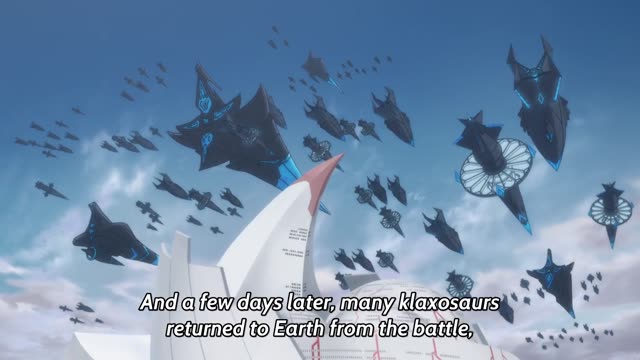 And a few days later, many klaxosaurs
returned to Earth from the battle,